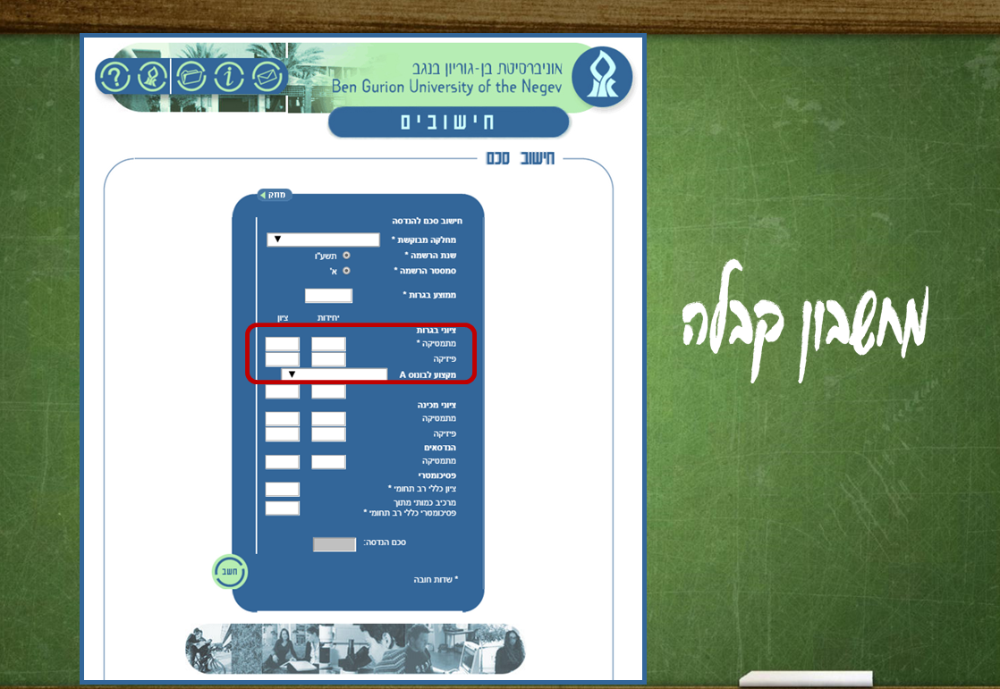 אוניברסיטת בן-גוריון בנגב
Ben Gurion University of the Negev
חישובים
חישוב סכם
מחק
חישוב סכם להנדסה
מחלקה מבוקשת *
שנת הרשמה * תשע"ו
סמסטר הרשמה * א'
ממוצע בגרות *
יחידות ציון
ציוני בגרות
מתמטיקה *
פיזיקה
מקצוע לבונוס A
ציוני מכינה
מתמטיקה
פיזיקה
הנדסאים
מתמטיקה
פסיכומטרי
ציון כללי רב תחומי *
מרכיב כמותי מתוך
פסיכומטרי כללי רב תחומי *
סכם הנדסה:
חשב
* שדות חובה
מחשבון קבלה